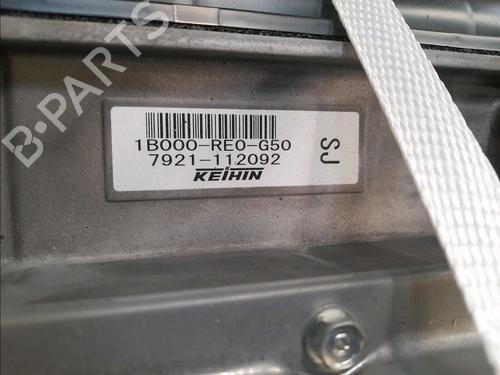 B-PARTS
1B000-RE0-G50
7921-112092
KEIHIN
SJ